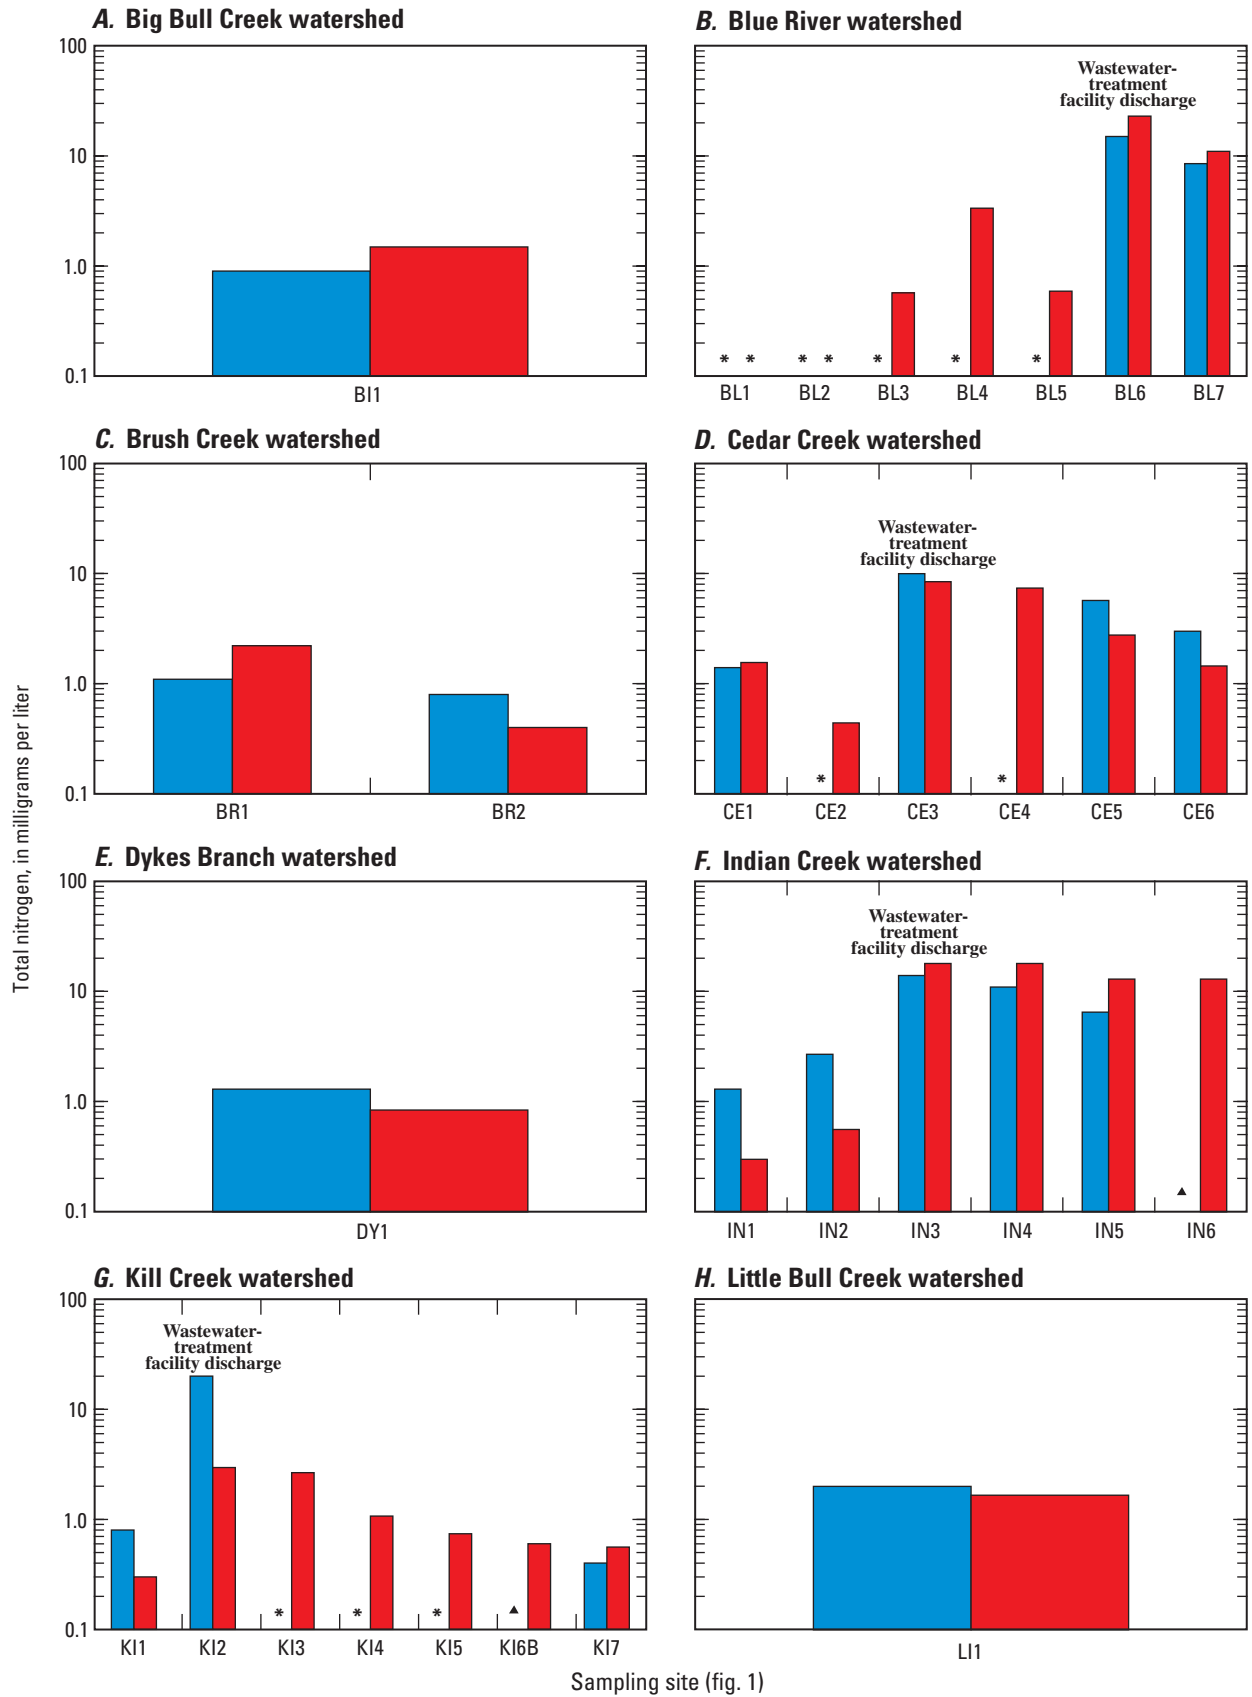 A. Big Bull Creek watershed
100
10
1.0
0.1
BI1
B. Blue River watershed
Wastewater-
treatment
facility discharge
* * * * * * *
BL1 BL2 BL3 BL4 BL5 BL6 BL7
C. Brush Creek watershed
100
10
1.0
0.1
BR1 BR2
D. Cedar Creek watershed
Wastewater-
treatment
facility discharge
* *
CE1 CE2 CE3 CE4 CE5 CE6
E. Dykes Branch watershed
100
10
1.0
0.1
DY1
F. Indian Creek watershed
Wastewater-
treatment
facility discharge
▲
IN1 IN2 IN3 IN4 IN5 IN6
G. Kill Creek watershed
100
10
1.0
0.1
Wastewater-
treatment
facility discharge
* * * ▲
KI1 KI2 KI3 KI4 KI5 KI6B KI7
H. Little Bull Creek watershed
LI1
Total nitrogen, in milligrams per liter
Sampling site (fig. 1)